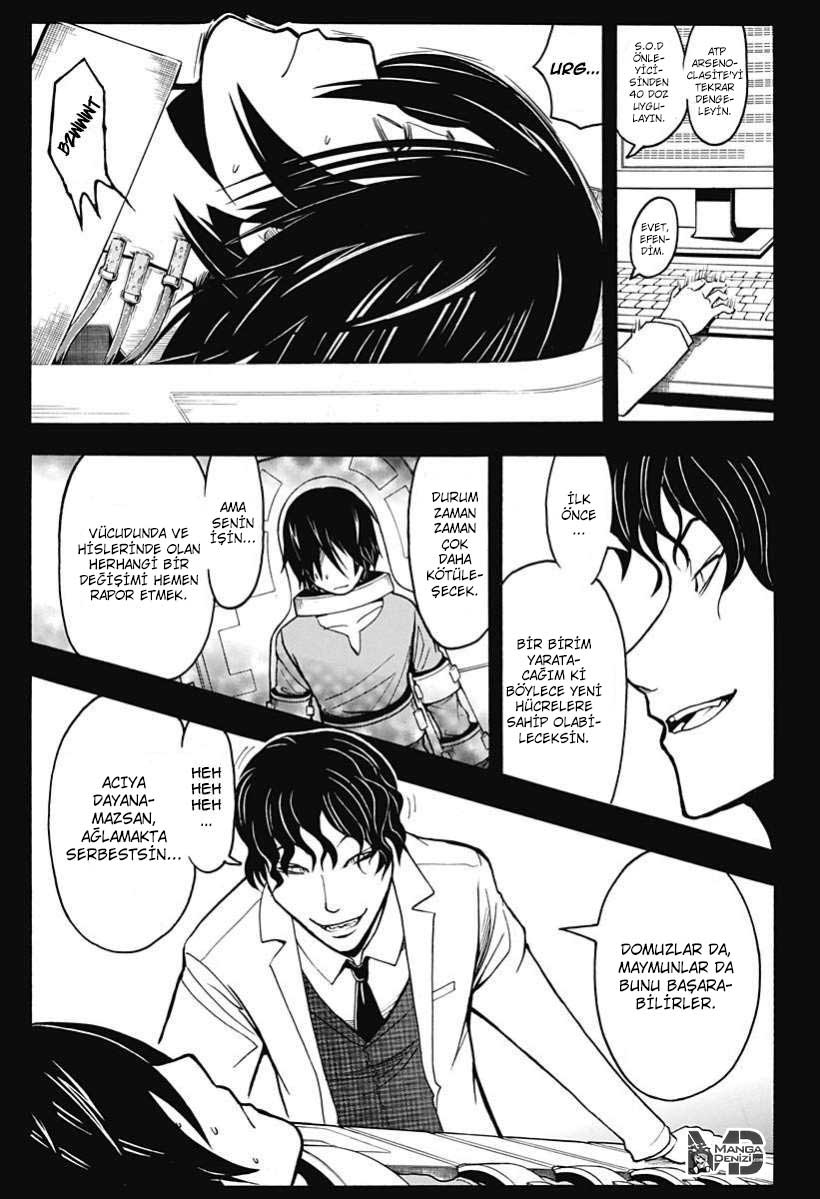 ATP
ARSENO-
CLASITE'YI
TEKRAR
DENGE-
LEYİN.
S.O.D
ÖNLE-
YİCİ-
SİNDEN
40 DOZ
UYGU-
LAYIN.
EVET,
EFEN-
DİM.
URG...
BZWWWT
İLK
ÖNCE
...
BİR BİRİM
YARATA-
CAĞIM Kİ
BÖYLECE YENİ
HÜCRELERE
SAHİP OLABİ-
LECEKSİN.
DURUM
ZAMAN
ZAMAN
ÇOK
DAHA
KÖTÜLE-
ŞECEK.
AMA
SENİN
İŞİN...
VÜCUDUNDA VE
HİSLERİNDE OLAN
HERHANGİ BİR
DEĞİŞİMİ HEMEN
RAPOR ETMEK.
HEH
HEH
HEH
...
ACIYA
DAYANA-
MAZSAN,
AĞLAMAKTA
SERBESTSİN...
DOMUZLAR DA,
MAYMUNLAR DA
BUNU BAŞARA-
BİLİRLER.
MANGA
DENİZİ